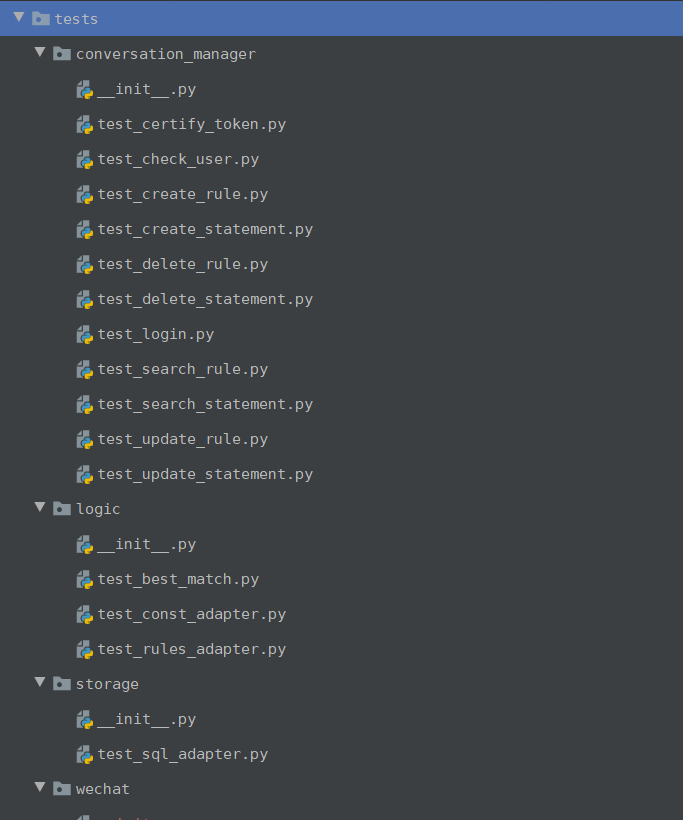 tests
conversation_manager
__init__.py
test_certify_token.py
test_check_user.py
test_create_rule.py
test_create_statement.py
test_delete_rule.py
test_delete_statement.py
test_login.py
test_search_rule.py
test_search_statement.py
test_update_rule.py
test_update_statement.py
logic
__init__.py
test_best_match.py
test_const_adapter.py
test_rules_adapter.py
storage
__init__.py
test_sql_adapter.py
wechat